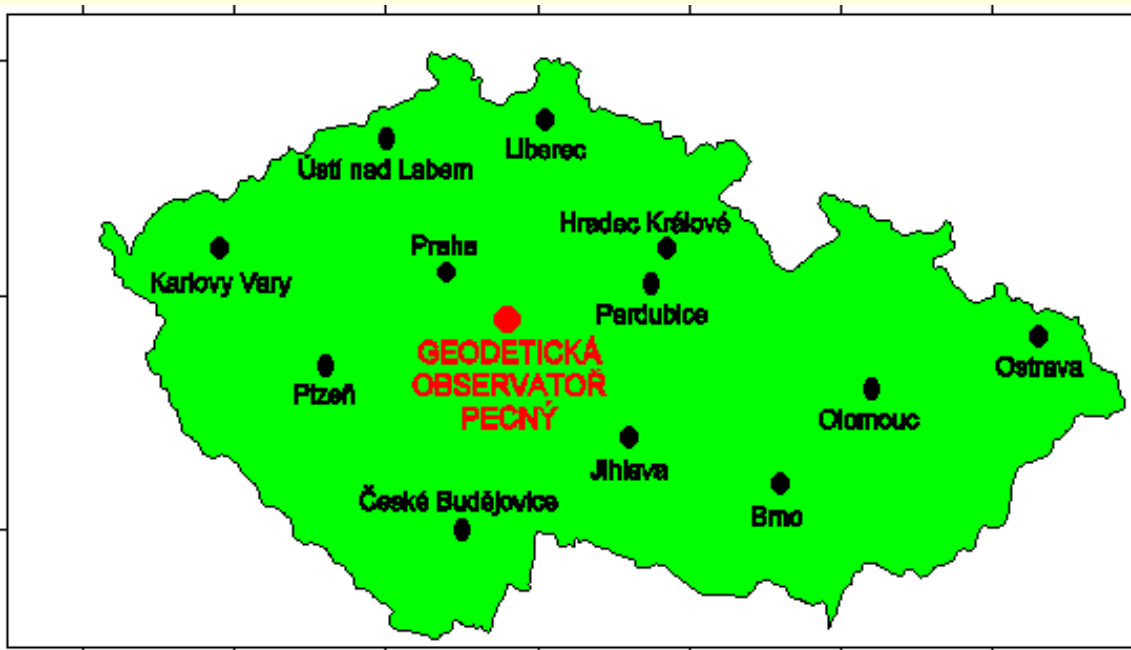 Liberec
Ústí nad Labem
Hradec Králové
Praha
Karlovy Vary
Pardubice
GEODETICKÁ
OBSERVATOŘ
PECNÝ
Ostrava
Plzeň
Olomouc
Jihlava
České Budějovice
Brno